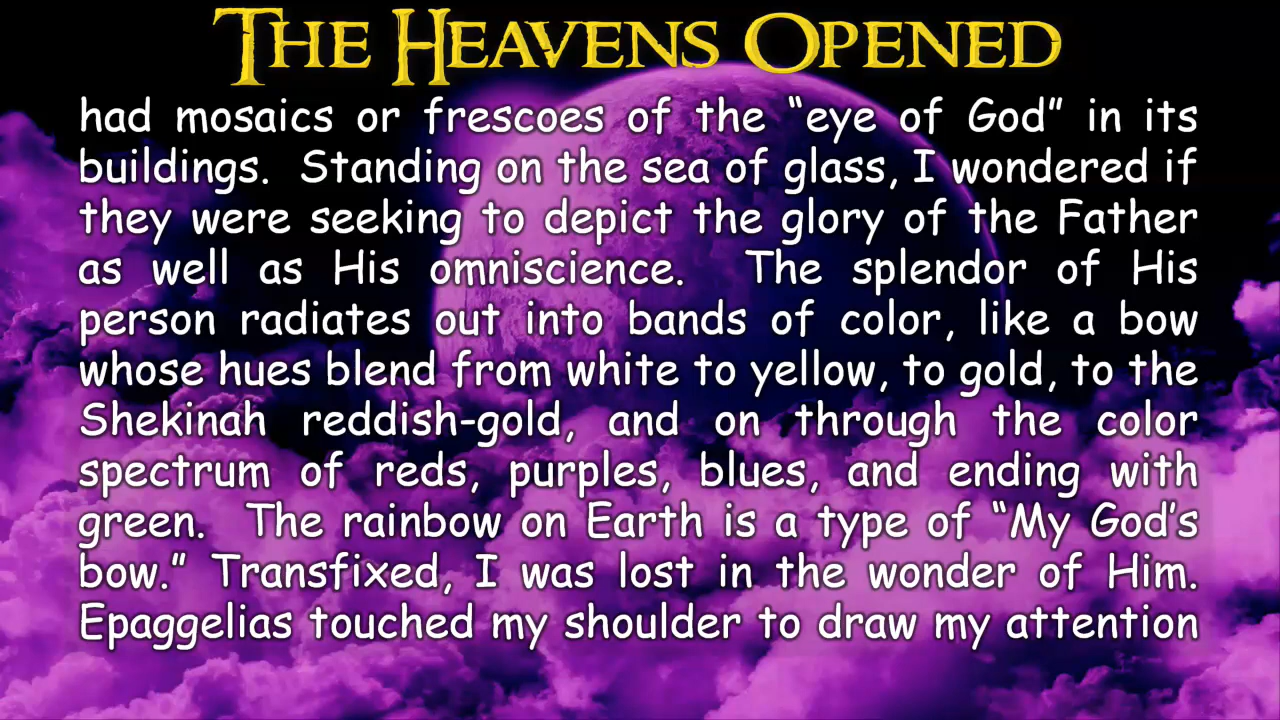 THE HEAVENS OPENED
had mosaics or frescoes of the “eye of God” in its
buildings. Standing on the sea of glass, I wondered if
they were seeking to depict the glory of the Father
as well as His omniscience. The splendor of His
person radiates out into bands of color, like a bow
whose hues blend from white to yellow, to gold, to the
Shekinah reddish-gold, and on through the color
spectrum of reds, purples, blues, and ending with
green. The rainbow on Earth is a type of “My God’s
bow.” Transfixed, I was lost in the wonder of Him.
Epaggelias touched my shoulder to draw my attention